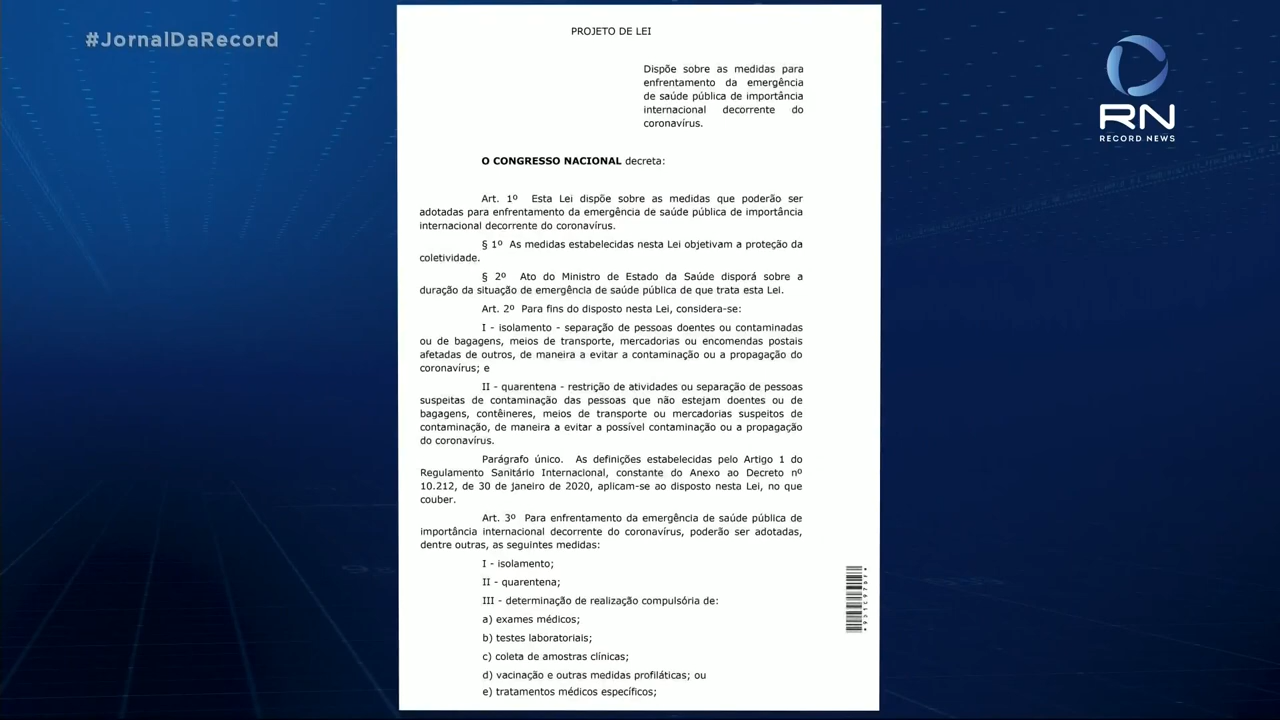 #JornalDaRecord
RN
RECORD NEWS
PROJETO DE LEI
Dispõe sobre as medidas para
enfrentamento da emergência
de saúde pública de importância
internacional decorrente do
coronavírus.
O CONGRESSO NACIONAL decreta:
Art. 1º Esta Lei dispõe sobre as medidas que poderão ser
adotadas para enfrentamento da emergência de saúde pública de importância
internacional decorrente do coronavírus.
§ 1º As medidas estabelecidas nesta Lei objetivam a proteção da
coletividade.
§ 2º Ato do Ministro de Estado da Saúde disporá sobre a
duração da situação de emergência de saúde pública de que trata esta Lei.
Art. 2º Para fins do disposto nesta Lei, considera-se:
I - isolamento - separação de pessoas doentes ou contaminadas
ou de bagagens, meios de transporte, mercadorias ou encomendas postais
afetadas de outros, de maneira a evitar a contaminação ou a propagação do
coronavírus; e
II - quarentena - restrição de atividades ou separação de pessoas
suspeitas de contaminação das pessoas que não estejam doentes ou de
bagagens, contêineres, meios de transporte ou mercadorias suspeitos de
contaminação, de maneira a evitar a possível contaminação ou a propagação
do coronavírus.
Parágrafo único. As definições estabelecidas pelo Artigo 1 do
Regulamento Sanitário Internacional, constante do Anexo ao Decreto nº
10.212, de 30 de janeiro de 2020, aplicam-se ao disposto nesta Lei, no que
couber.
Art. 3º Para enfrentamento da emergência de saúde pública de
importância internacional decorrente do coronavírus, poderão ser adotadas,
dentre outras, as seguintes medidas:
I - isolamento;
II - quarentena;
III - determinação de realização compulsória de:
a) exames médicos;
b) testes laboratoriais;
c) coleta de amostras clínicas;
d) vacinação e outras medidas profiláticas; ou
e) tratamentos médicos específicos;